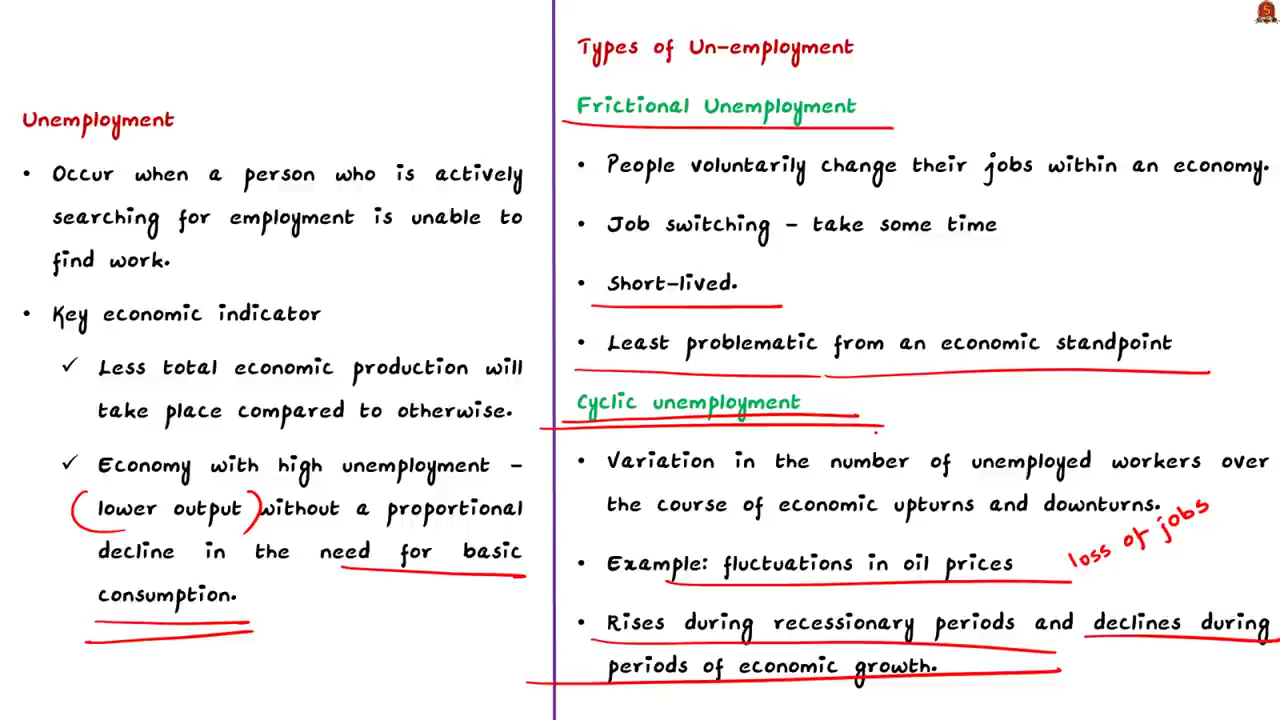 Unemployment
• Occur when a person who is actively
searching for employment is unable to
find work.
• Key economic indicator
✓ Less total economic production will
take place compared to otherwise.
✓ Economy with high unemployment –
(lower output) without a proportional
decline in the need for basic
consumption.
Types of Un-employment
Frictional Unemployment
• People voluntarily change their jobs within an economy.
• Job switching – take some time
• Short-lived.
• Least problematic from an economic standpoint
Cyclic unemployment
• Variation in the number of unemployed workers over
the course of economic upturns and downturns.
• Example: fluctuations in oil prices
loss of jobs
• Rises during recessionary periods and declines during
periods of economic growth.